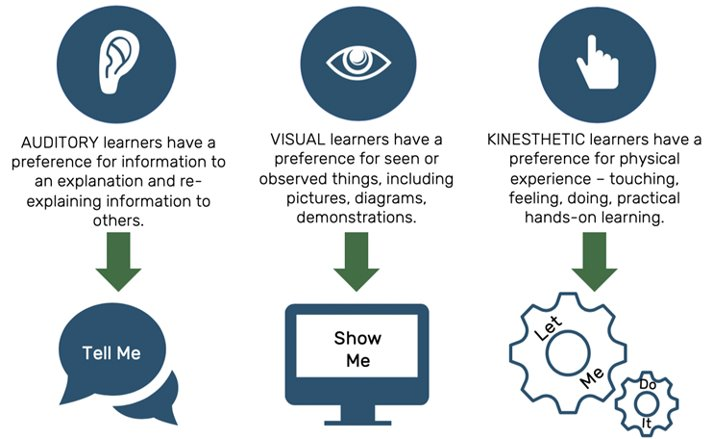 AUDITORY learners have a
preference for information to
an explanation and re-
explaining information to
others.
VISUAL learners have a
preference for seen or
observed things, including
pictures, diagrams,
demonstrations.
KINESTHETIC learners have a
preference for physical
experience – touching,
feeling, doing, practical
hands-on learning.
Tell Me
Show
Me
Let
Me
Do
It